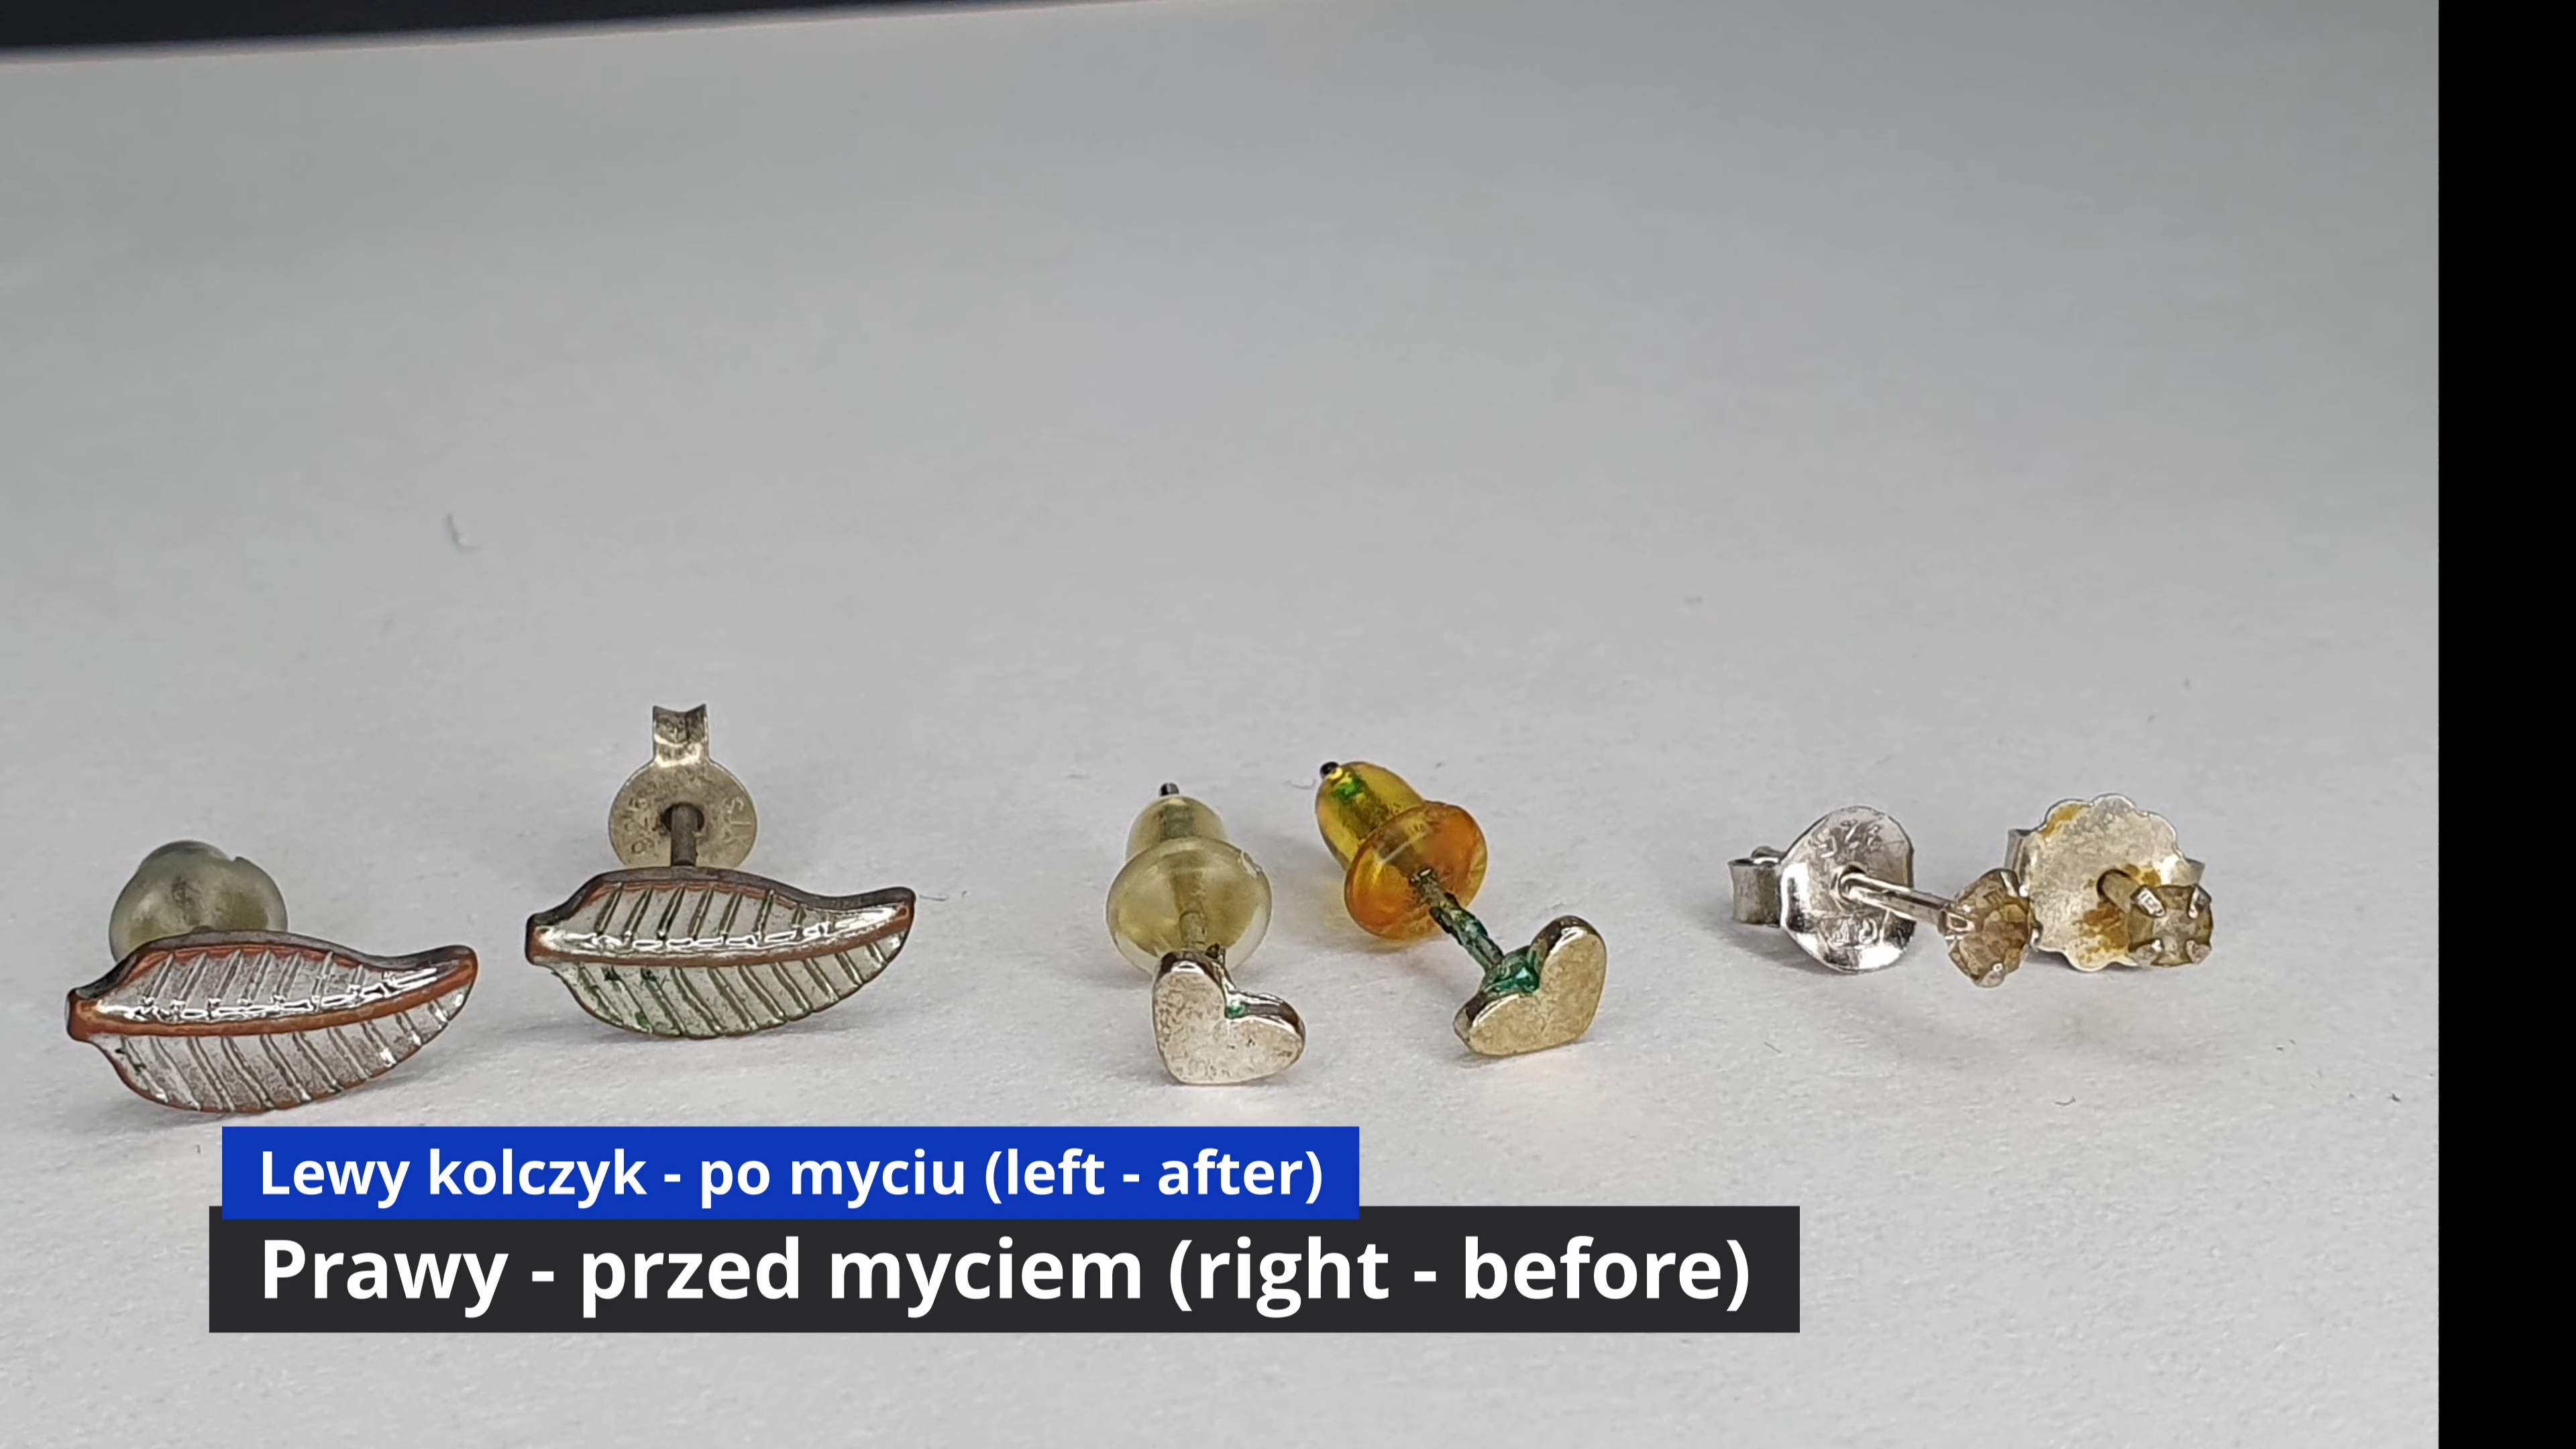 Lewy kolczyk - po myciu (left - after)
Prawy - przed myciem (right - before)